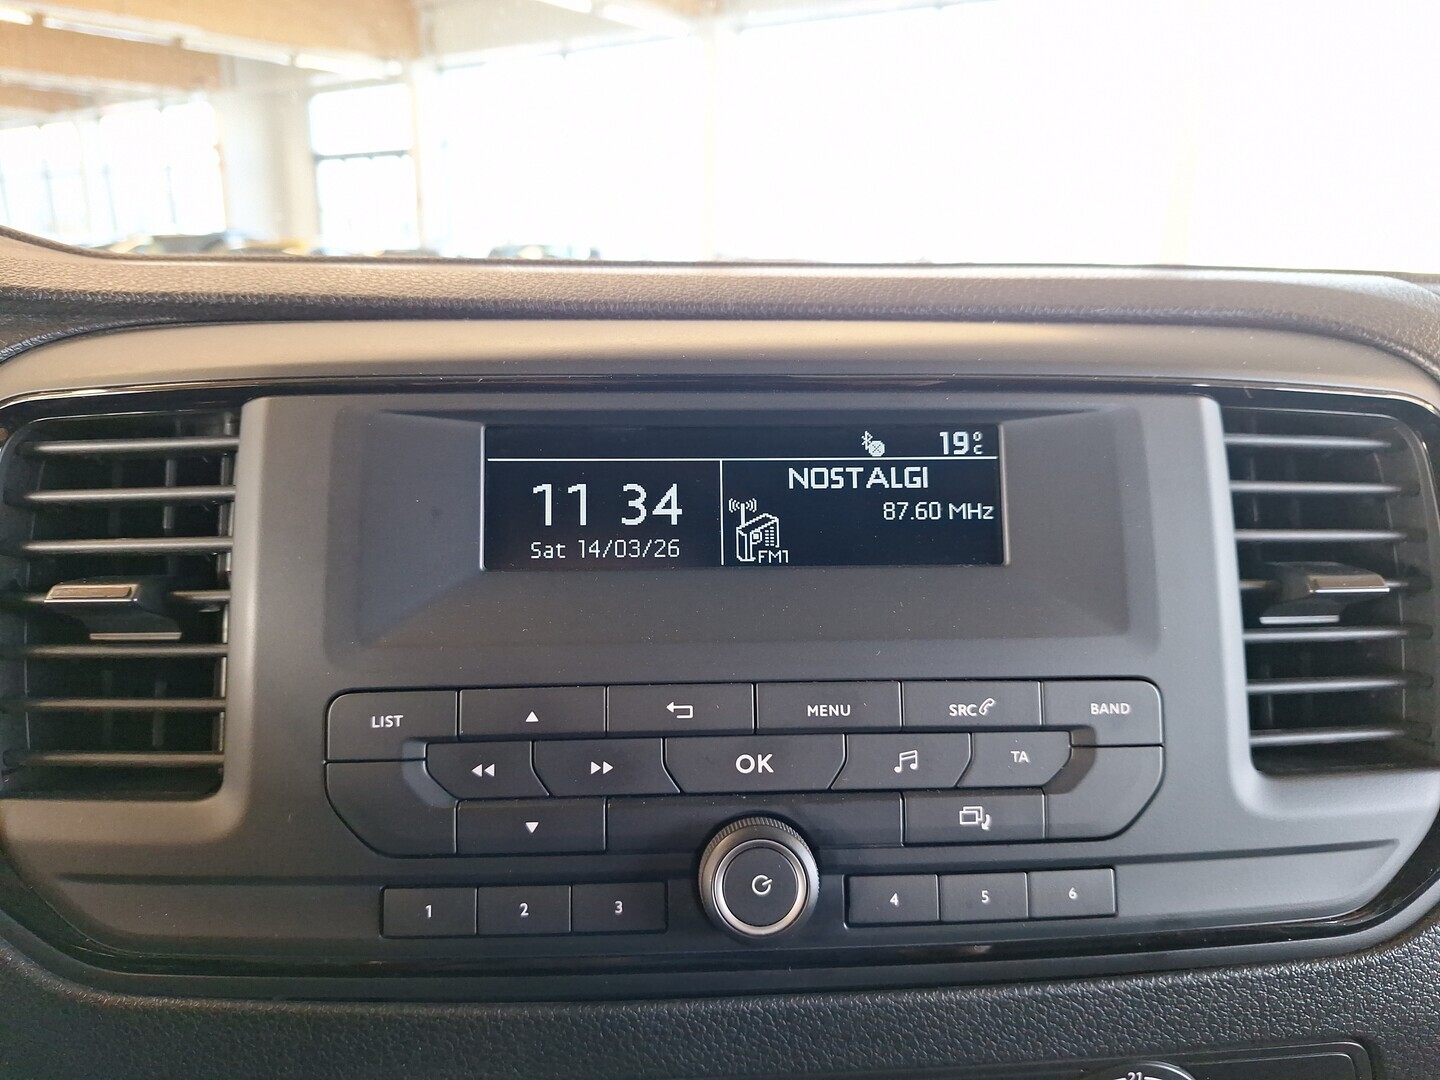 19°C
11 34
Sat 14/03/26
NOSTALGI
87.60 MHz
FM1
LIST
MENU
SRC
BAND
OK
TA
1 2 3 4 5 6
21